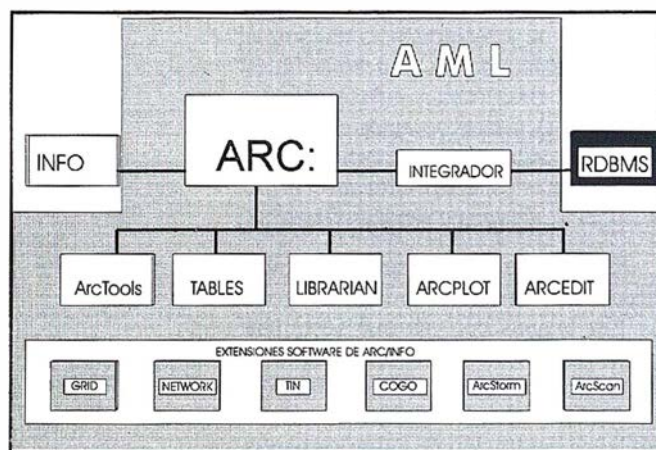 AML
INFO
ARC:
INTEGRADOR
RDBMS
ArcTools
TABLES
LIBRARIAN
ARCPLOT
ARCEDIT
EXTENSIONES SOFTWARE DE ARC/INFO
GRID
NETWORK
TIN
COGO
ArcStorm
ArcScan